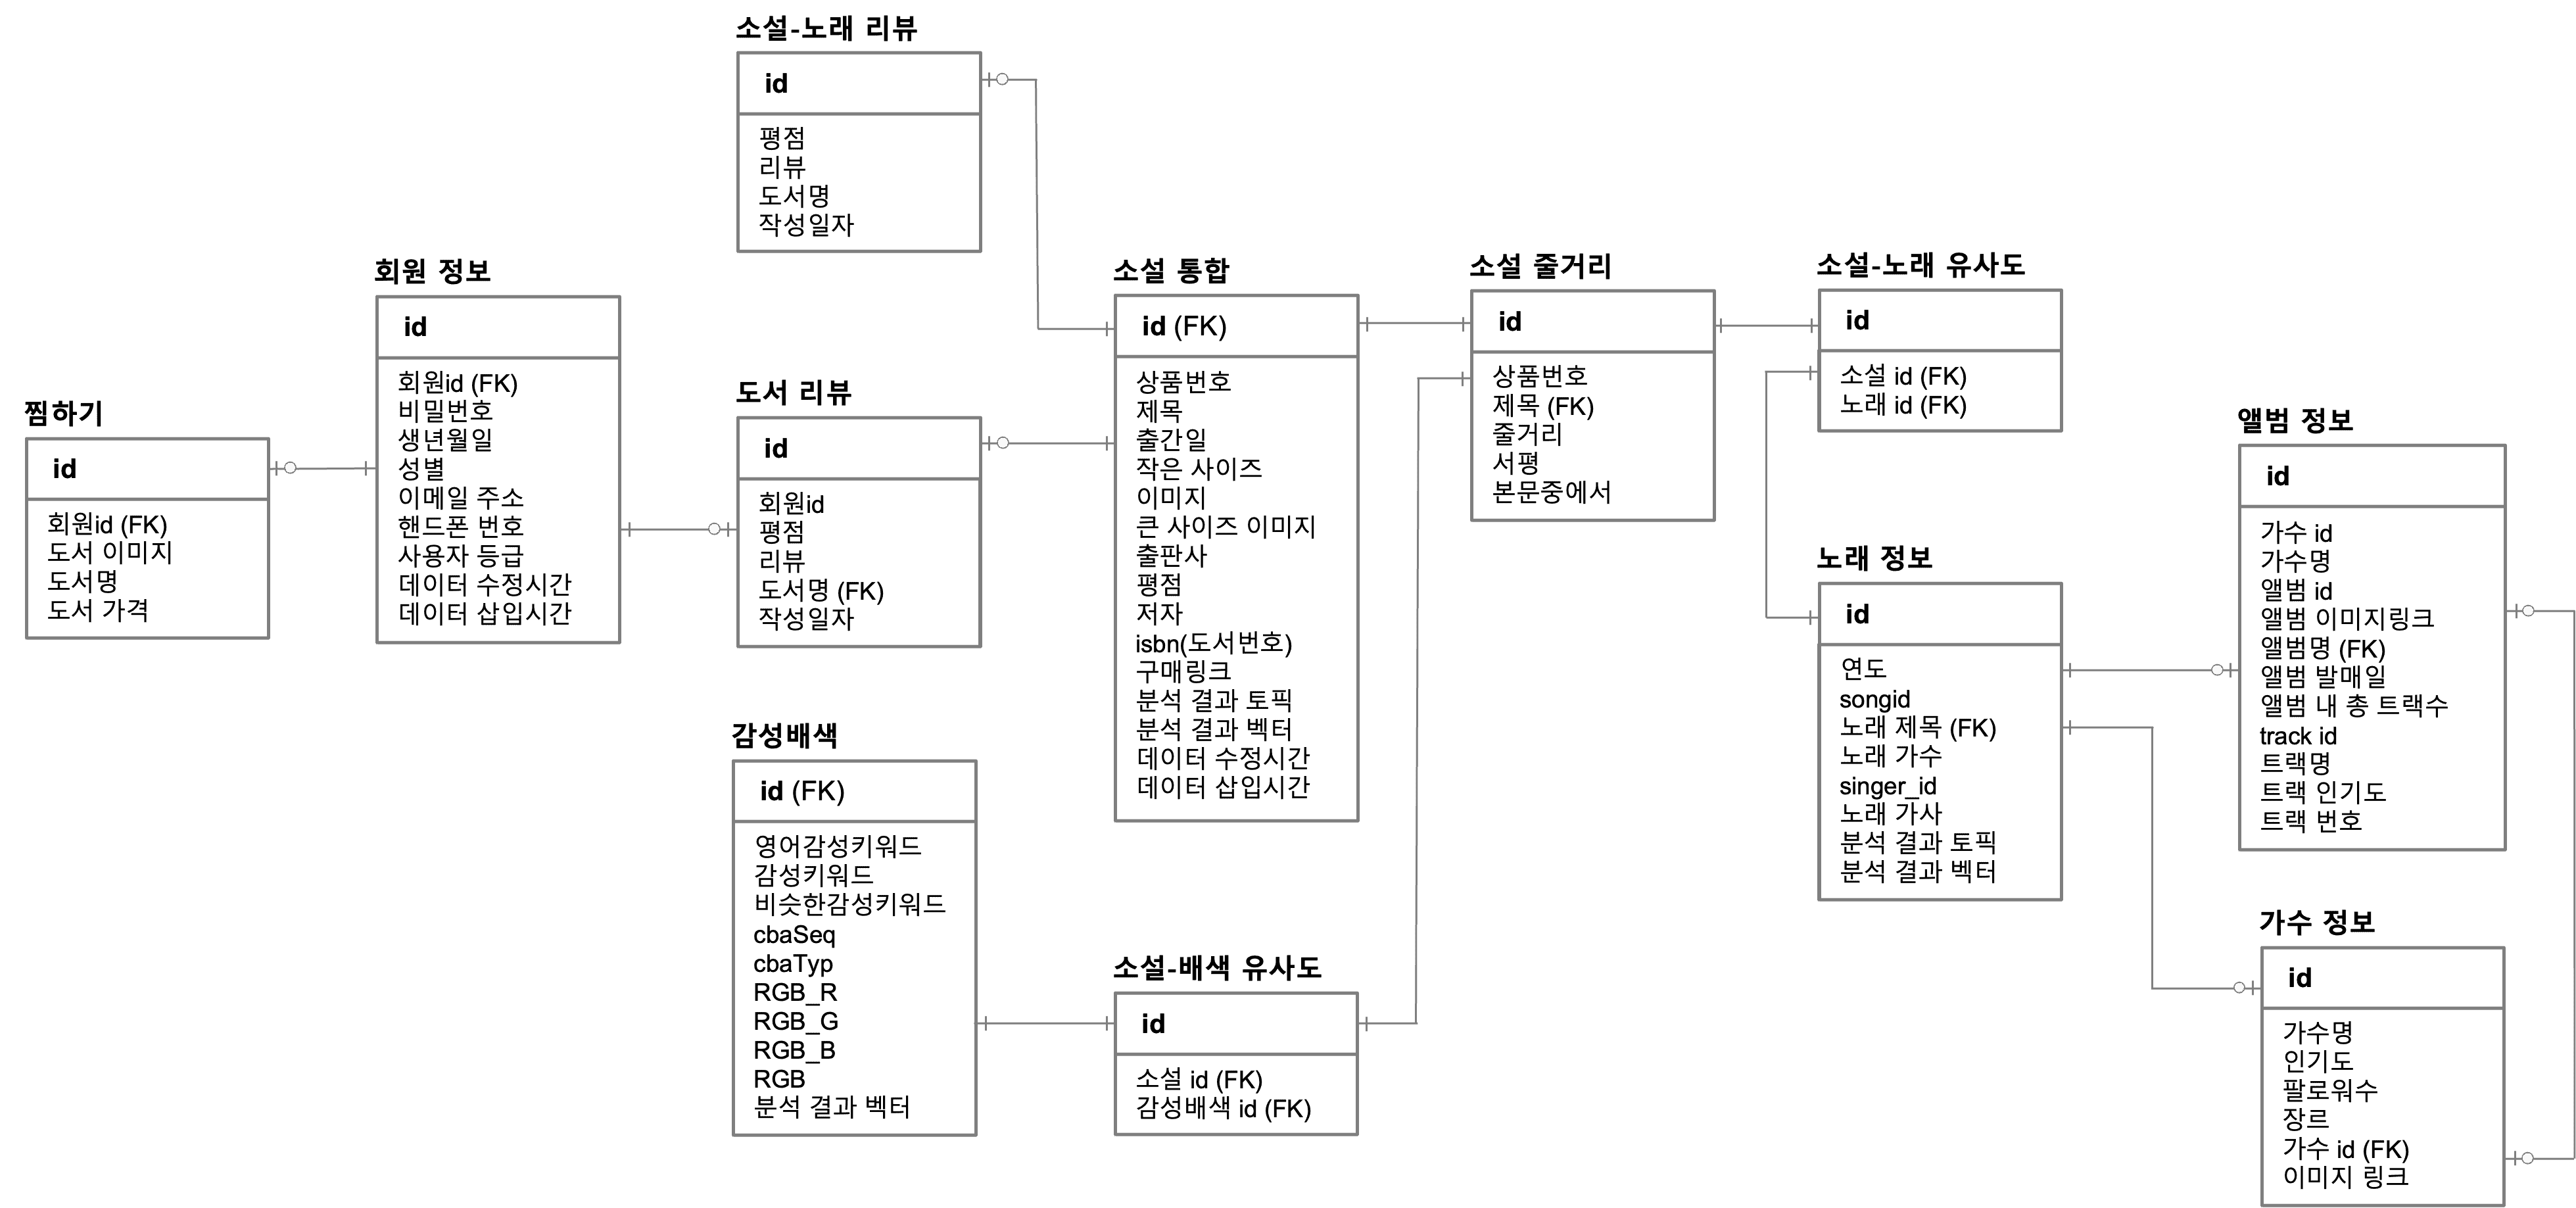 소설-노래 리뷰
id
평점
리뷰
도서명
작성일자
찜하기
id
회원id (FK)
도서 이미지
도서명
도서 가격
회원 정보
id
회원id (FK)
비밀번호
생년월일
성별
이메일 주소
핸드폰 번호
사용자 등급
데이터 수정시간
데이터 삽입시간
도서 리뷰
id
회원id
평점
리뷰
도서명 (FK)
작성일자
감성배색
id (FK)
영어감성키워드
감성키워드
비슷한감성키워드
cbaSeq
cbaTyp
RGB_R
RGB_G
RGB_B
RGB
분석 결과 벡터
소설 통합
id (FK)
상품번호
제목
출간일
작은 사이즈
이미지
큰 사이즈 이미지
출판사
평점
저자
isbn(도서번호)
구매링크
분석 결과 토픽
분석 결과 벡터
데이터 수정시간
데이터 삽입시간
소설-배색 유사도
id
소설 id (FK)
감성배색 id (FK)
소설 줄거리
id
상품번호
제목 (FK)
줄거리
서평
본문중에서
소설-노래 유사도
id
소설 id (FK)
노래 id (FK)
노래 정보
id
연도
songid
노래 제목 (FK)
노래 가수
singer_id
노래 가사
분석 결과 토픽
분석 결과 벡터
앨범 정보
id
가수 id
가수명
앨범 id
앨범 이미지링크
앨범명 (FK)
앨범 발매일
앨범 내 총 트랙수
track id
트랙명
트랙 인기도
트랙 번호
가수 정보
id
가수명
인기도
팔로워수
장르
가수 id (FK)
이미지 링크